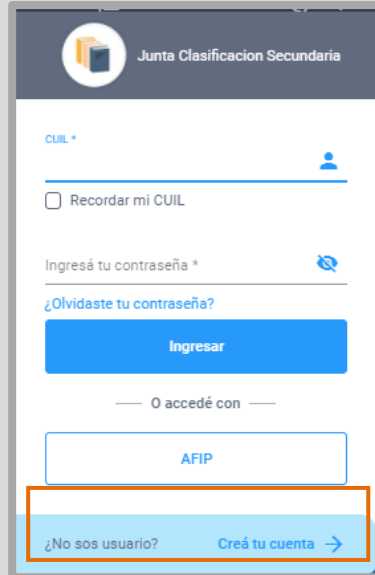 Junta Clasificacion Secundaria
CUIL *
Recordar mi CUIL
Ingresá tu contraseña *
¿Olvidaste tu contraseña?
Ingresar
O accedé con
AFIP
¿No sos usuario? Creá tu cuenta →